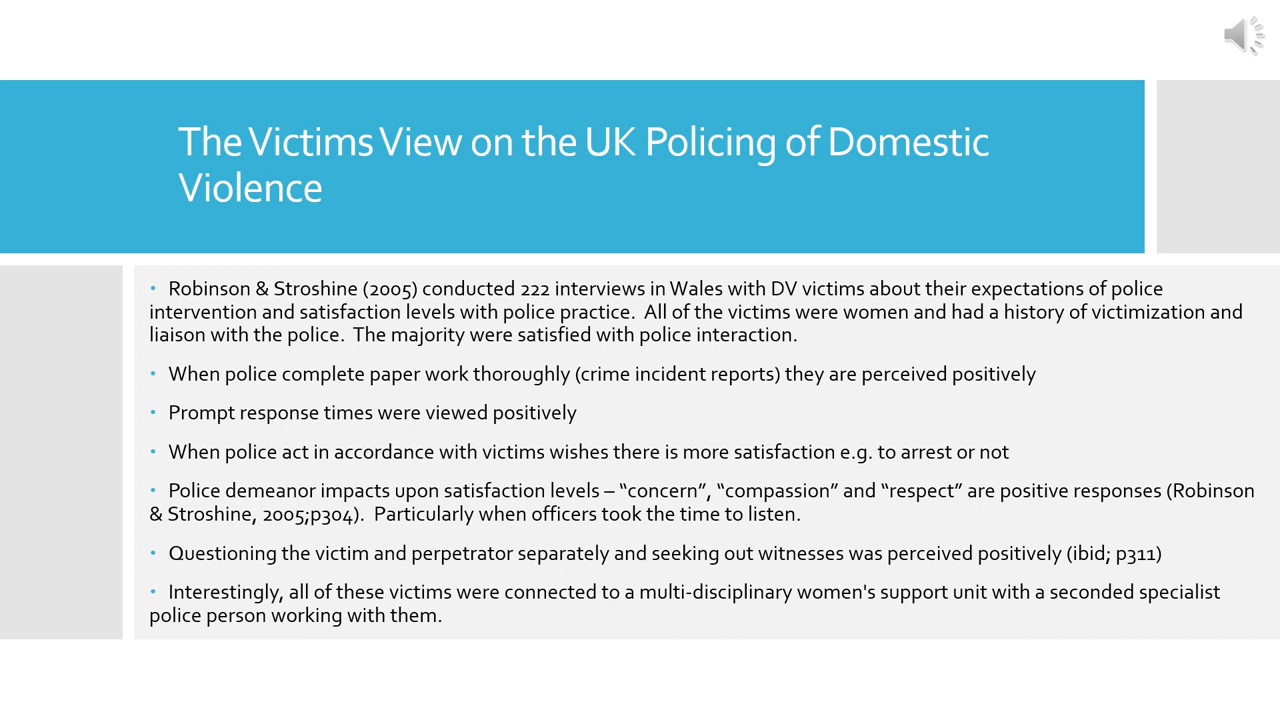 The Victims View on the UK Policing of Domestic
Violence
• Robinson & Stroshine (2005) conducted 222 interviews in Wales with DV victims about their expectations of police
intervention and satisfaction levels with police practice.  All of the victims were women and had a history of victimization and
liaison with the police.  The majority were satisfied with police interaction.
• When police complete paper work thoroughly (crime incident reports) they are perceived positively
• Prompt response times were viewed positively
• When police act in accordance with victims wishes there is more satisfaction e.g. to arrest or not
• Police demeanor impacts upon satisfaction levels – “concern”, “compassion” and “respect” are positive responses (Robinson
& Stroshine, 2005;p304).  Particularly when officers took the time to listen.
• Questioning the victim and perpetrator separately and seeking out witnesses was perceived positively (ibid; p311)
• Interestingly, all of these victims were connected to a multi-disciplinary women's support unit with a seconded specialist
police person working with them.